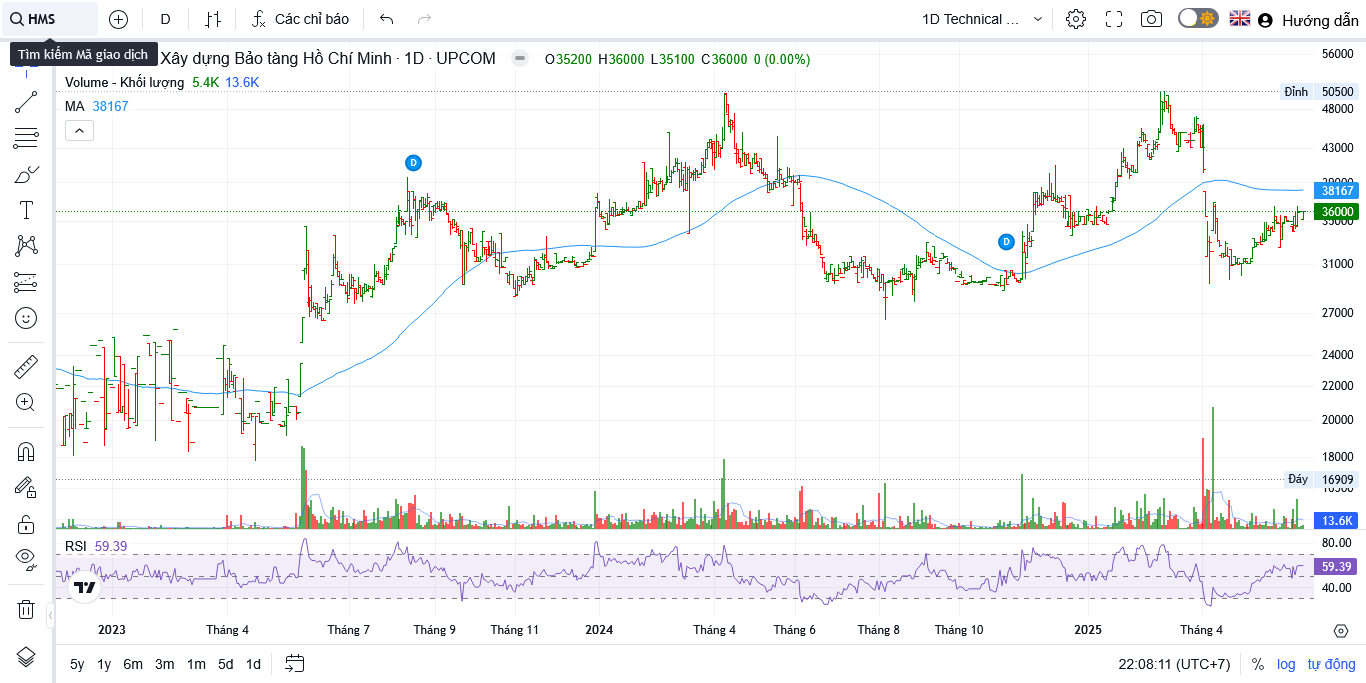 HMS
D
Các chỉ báo
1D Technical ...
Hướng dẫn
Tìm kiếm Mã giao dịch
Xây dựng Bảo tàng Hồ Chí Minh · 1D · UPCOM
O35200 H36000 L35100 C36000 0 (0.00%)
Volume - Khối lượng 5.4K 13.6K
MA 38167
56000
Đỉnh 50500
48000
43000
D
38000
38167
36000
35000
D
31000
27000
24000
22000
20000
18000
Đáy 16909
13.6K
RSI 59.39
80.00
59.39
40.00
2023 Tháng 4 Tháng 7 Tháng 9 Tháng 11 2024 Tháng 4 Tháng 6 Tháng 8 Tháng 10 2025 Tháng 4
5y 1y 6m 3m 1m 5d 1d
22:08:11 (UTC+7) % log tự động